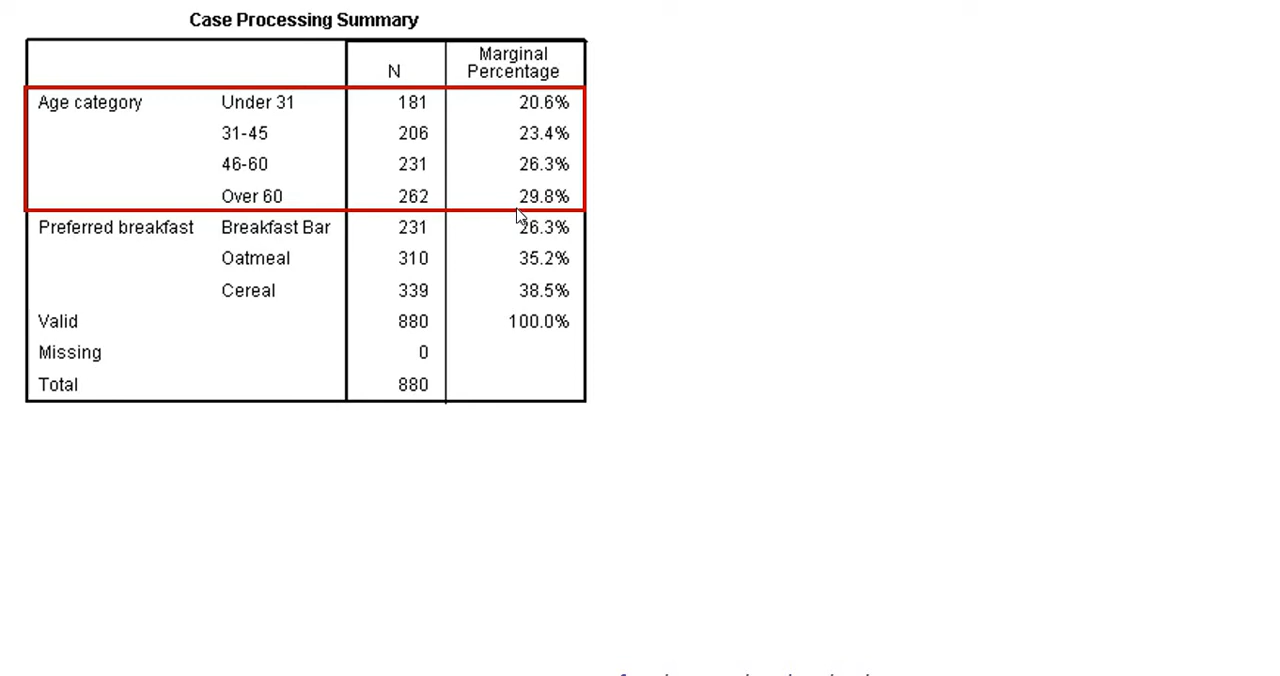 Case Processing Summary
N Marginal Percentage
Age category Under 31 181 20.6%
31-45 206 23.4%
46-60 231 26.3%
Over 60 262 29.8%
Preferred breakfast Breakfast Bar 231 26.3%
Oatmeal 310 35.2%
Cereal 339 38.5%
Valid 880 100.0%
Missing 0
Total 880